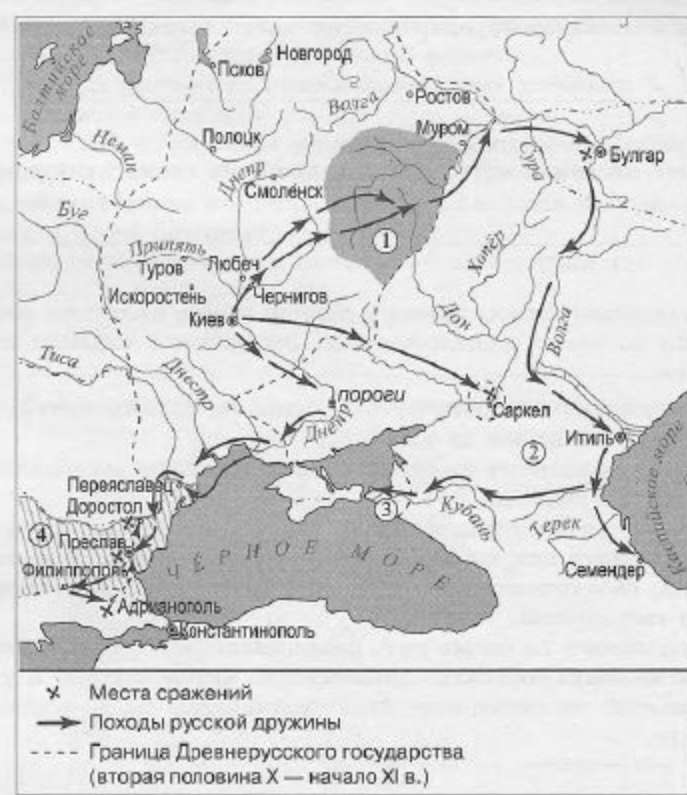 Балтийское
море
Новгород
Псков
Волга
Ростов
Муром
Неман
Полоцк
Днепр
Сура
Булгар
Смоленск
Буг
1
Припять
Туров
Любеч
Хопёр
Искоростень
Чернигов
Киев
Дон
Волга
Тиса
Днестр
пороги
Днепр
Саркел
Итиль
2
Переяславец
Доростол
3
Кубань
Терек
Каспийское море
4
Преслав
ЧЁРНОЕ МОРЕ
Семендер
Филиппополь
Адрианополь
Константинополь
Места сражений
Походы русской дружины
Граница Древнерусского государства
(вторая половина X — начало XI в.)